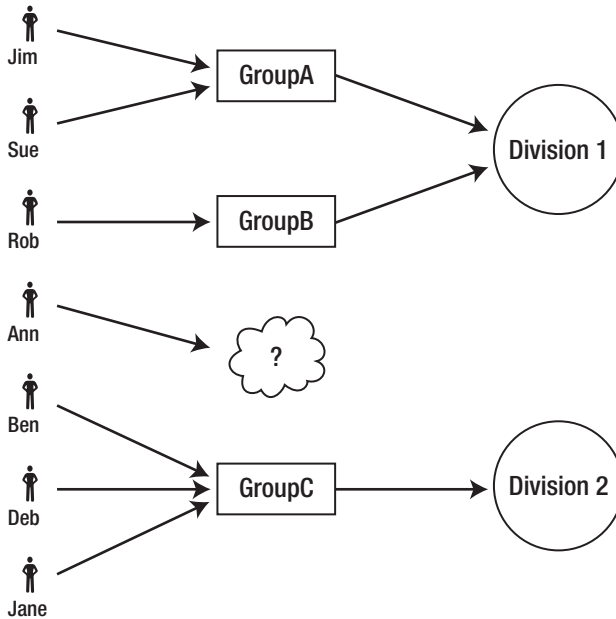 Jim
GroupA
Sue
Division 1
Rob
GroupB
Ann
?
Ben
Deb
GroupC
Division 2
Jane